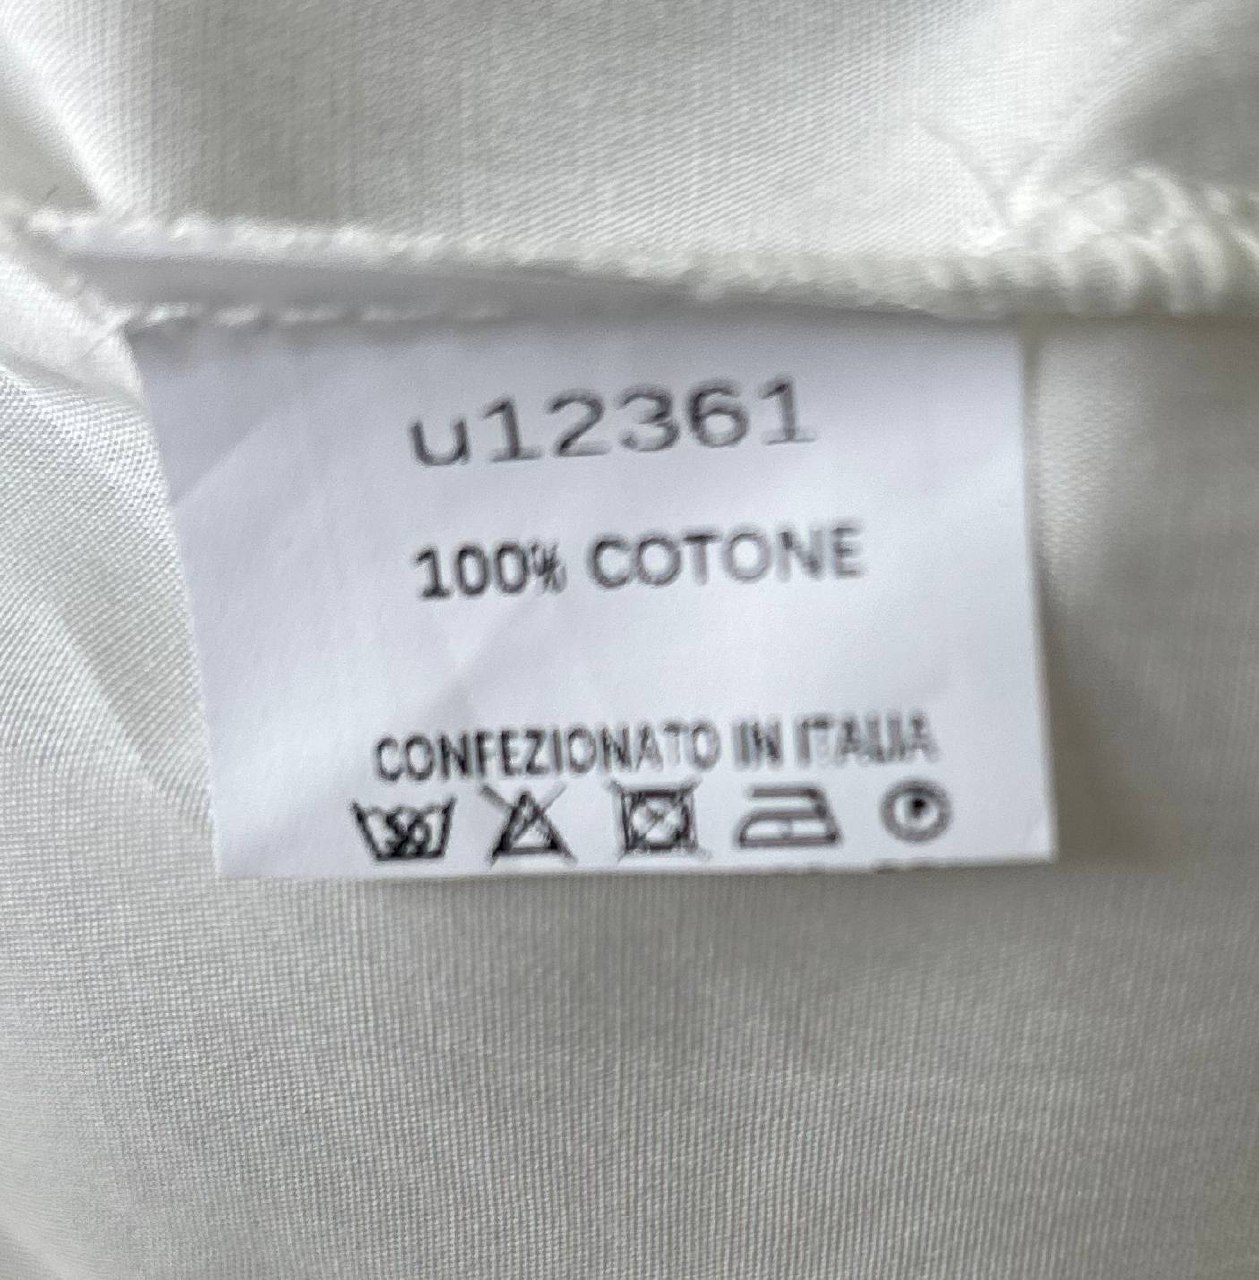 u12361
100% COTONE
CONFEZIONATO IN ITALIA